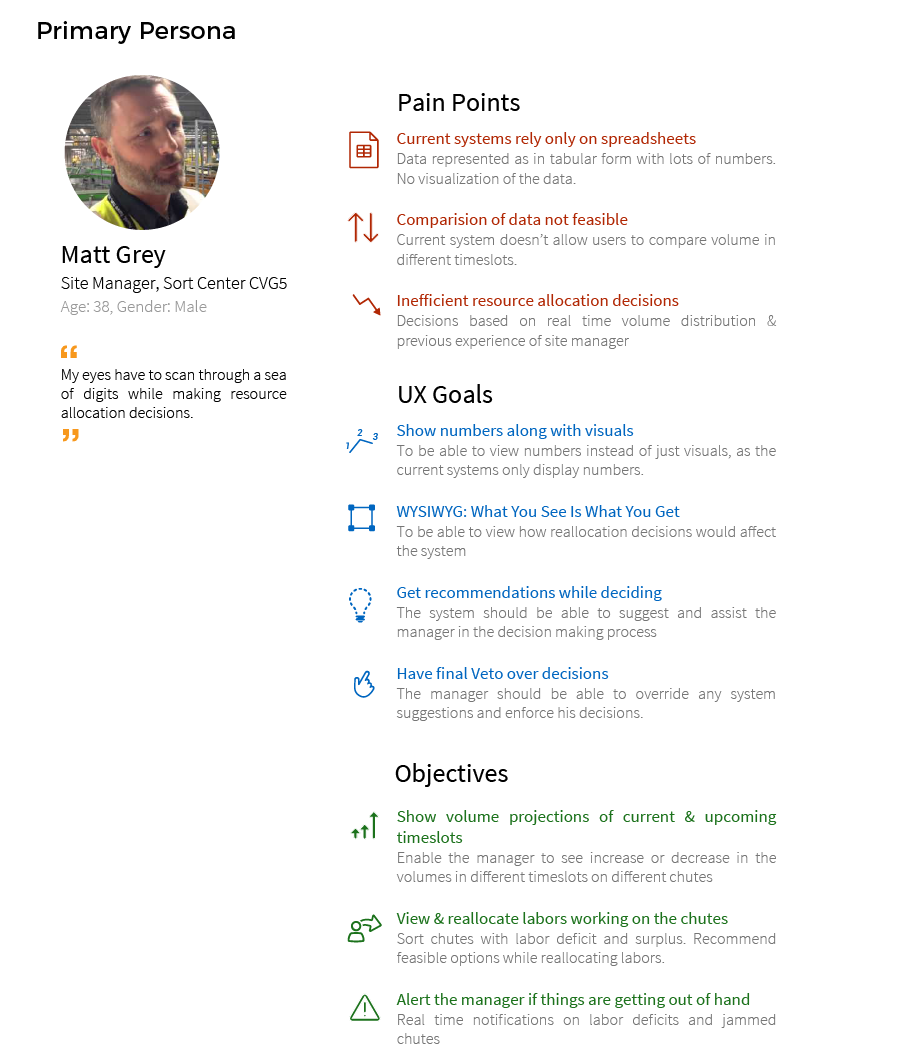 Primary Persona
Matt Grey
Site Manager, Sort Center CVG5
Age: 38, Gender: Male
“
My eyes have to scan through a sea
of digits while making resource
allocation decisions.
”
Pain Points
Current systems rely only on spreadsheets
Data represented as in tabular form with lots of numbers.
No visualization of the data.
Comparision of data not feasible
Current system doesn’t allow users to compare volume in
different timeslots.
Inefficient resource allocation decisions
Decisions based on real time volume distribution &
previous experience of site manager
UX Goals
1 2 3
Show numbers along with visuals
To be able to view numbers instead of just visuals, as the
current systems only display numbers.
WYSIWYG: What You See Is What You Get
To be able to view how reallocation decisions would affect
the system
Get recommendations while deciding
The system should be able to suggest and assist the
manager in the decision making process
Have final Veto over decisions
The manager should be able to override any system
suggestions and enforce his decisions.
Objectives
Show volume projections of current & upcoming
timeslots
Enable the manager to see increase or decrease in the
volumes in different timeslots on different chutes
View & reallocate labors working on the chutes
Sort chutes with labor deficit and surplus. Recommend
feasible options while reallocating labors.
Alert the manager if things are getting out of hand
Real time notifications on labor deficits and jammed
chutes